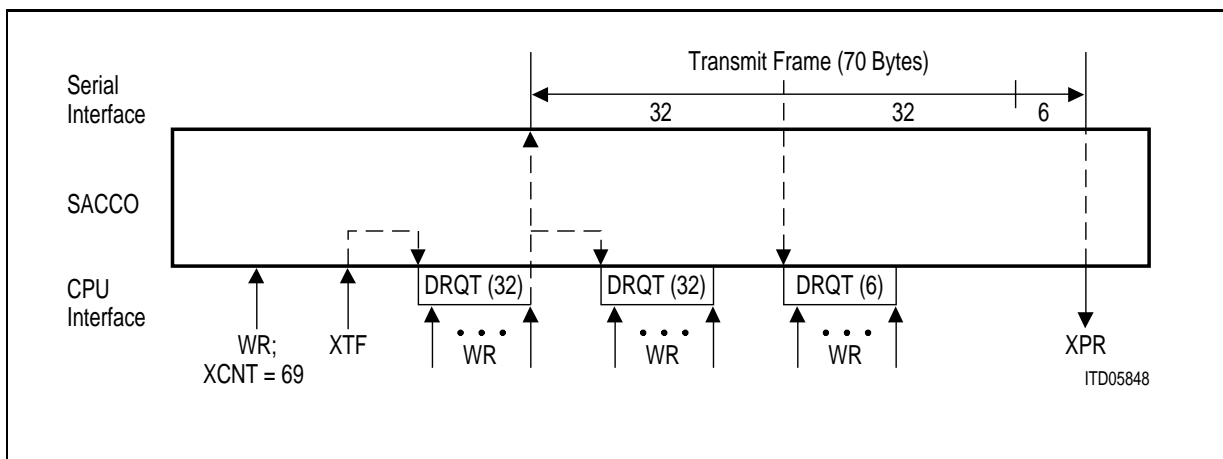 Transmit Frame (70 Bytes)
Serial
Interface
32 32 6
SACCO
CPU
Interface
DRQT (32) DRQT (32) DRQT (6)
WR;
XCNT = 69
XTF
WR WR WR
XPR
ITD05848